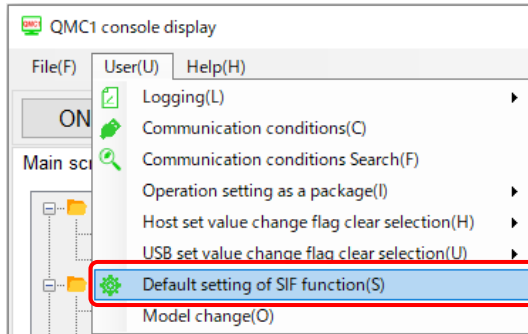 QMC1 console display
File(F) User(U) Help(H)
Logging(L)
ON
Communication conditions(C)
Main scr
Communication conditions Search(F)
Operation setting as a package(I)
Host set value change flag clear selection(H)
USB set value change flag clear selection(U)
Default setting of SIF function(S)
Model change(O)